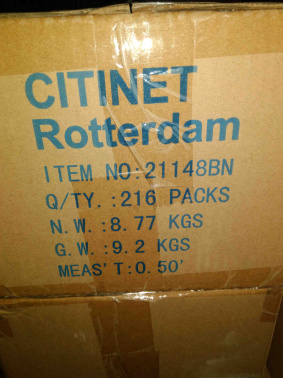 CITINET
Rotterdam
ITEM NO:21148BN
Q/TY. :216 PACKS
N. W. :8. 77 KGS
G. W. :9. 2 KGS
MEAS' T:0. 50'